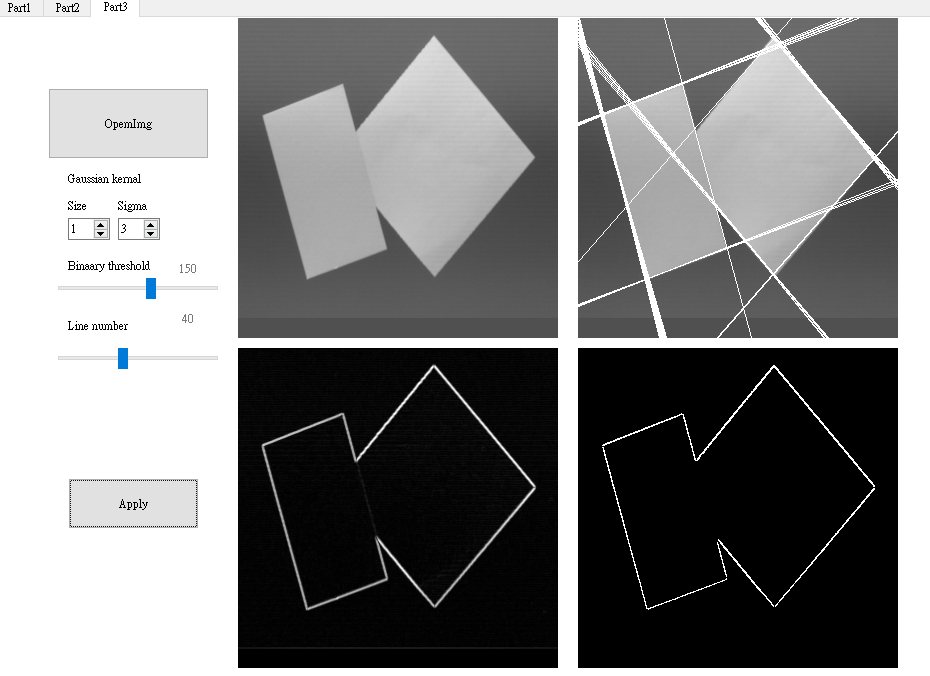 Part1 Part2 Part3
OpemImg
Gaussian kernal
Size Sigma
1 3
Binaary threshold 150
Line number 40
Apply